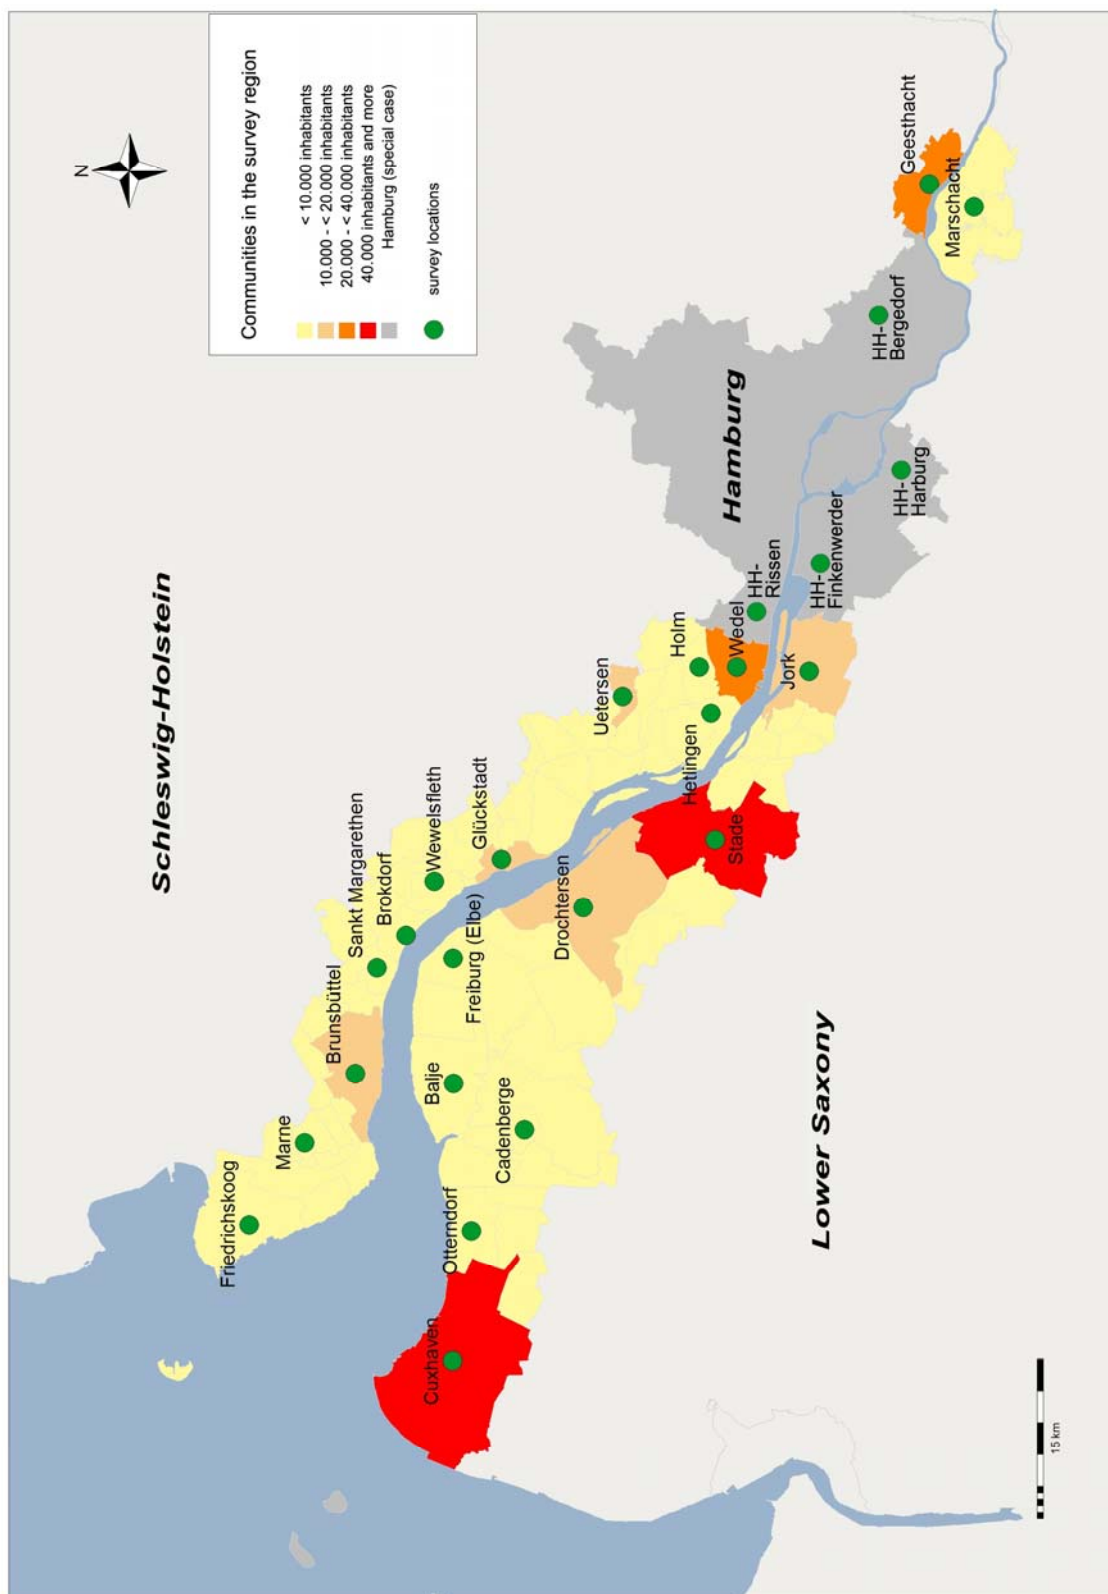 N
Communities in the survey region
< 10.000 inhabitants
10.000 - < 20.000 inhabitants
20.000 - < 40.000 inhabitants
40.000 inhabitants and more
Hamburg (special case)
survey locations
Schleswig-Holstein
Friedrichskoog
Marne
Brunsbüttel
Sankt Margarethen
Brokdorf
Wewelsfleth
Glückstadt
Uetersen
Holm
Hetlingen
Wedel
HH-
Rissen
Hamburg
HH-
Finkenwerder
HH-
Harburg
HH-
Bergedorf
Geesthacht
Marschacht
Cuxhaven
Otterndorf
Cadenberge
Balje
Freiburg (Elbe)
Drochtersen
Stade
Jork
Lower Saxony
15 km